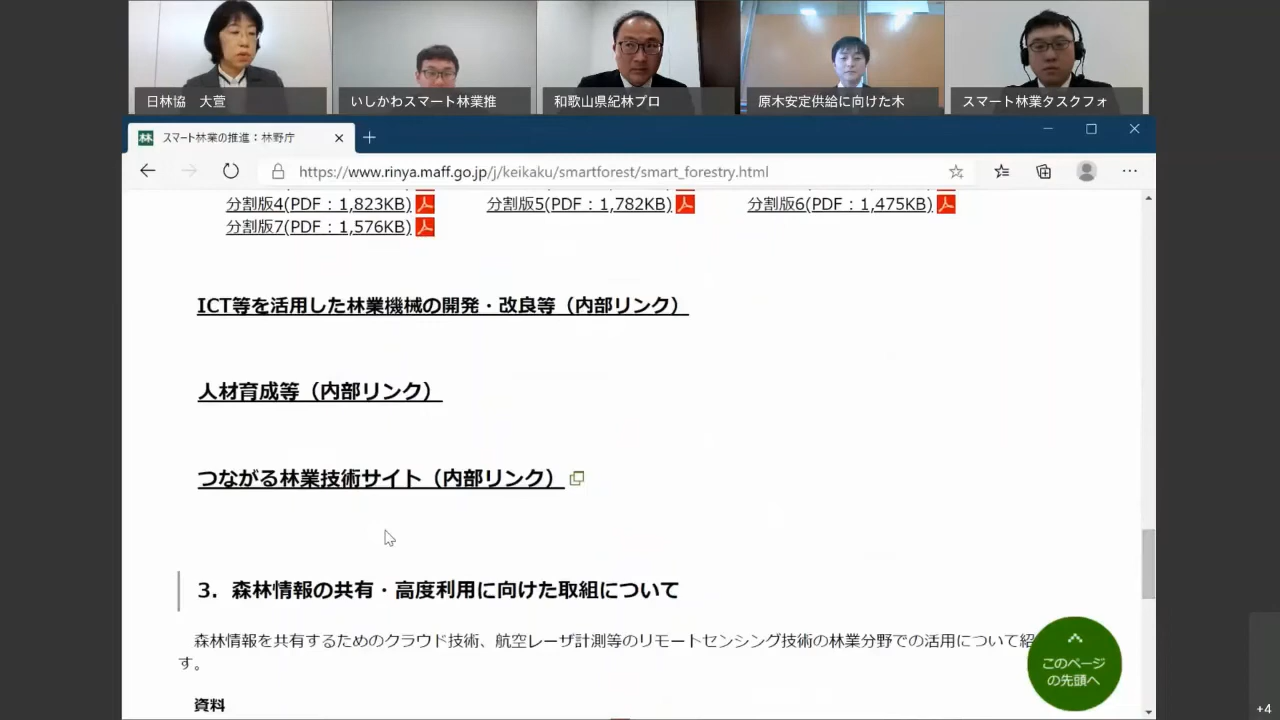 日林協　大萱
いしかわスマート林業推
和歌山県紀林プロ
原木安定供給に向けた木
スマート林業タスクフォ
林 スマート林業の推進：林野庁
https://www.rinya.maff.go.jp/j/keikaku/smartforest/smart_forestry.html
分割版4(PDF：1,823KB) 分割版5(PDF：1,782KB) 分割版6(PDF：1,475KB)
分割版7(PDF：1,576KB)
ICT等を活用した林業機械の開発・改良等（内部リンク）
人材育成等（内部リンク）
つながる林業技術サイト（内部リンク）
3．森林情報の共有・高度利用に向けた取組について
森林情報を共有するためのクラウド技術、航空レーザ計測等のリモートセンシング技術の林業分野での活用について紹
す。
このページ
の先頭へ
資料
+4